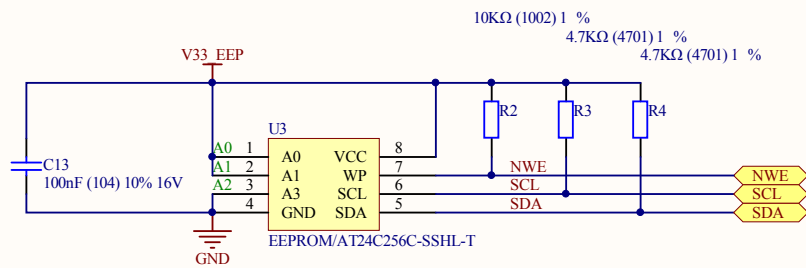 10KΩ (1002) 1 %
4.7KΩ (4701) 1 %
4.7KΩ (4701) 1 %
V33_EEP
R2
R3
R4
U3
C13
100nF (104) 10% 16V
A0 1 A0 VCC 8
A1 2 A1 WP 7 NWE NWE
A2 3 A3 SCL 6 SCL SCL
4 GND SDA 5 SDA SDA
EEPROM/AT24C256C-SSHL-T
GND